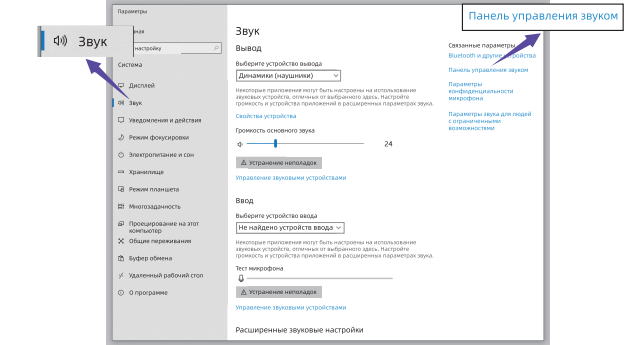 Параметры
Звук
Панель управления звуком
Звук
Вывод
Выберите устройство вывода
Динамики (наушники)
Некоторые приложения могут быть настроены на использование
звуковых устройств, отличных от выбранного здесь. Настройте
громкость и устройства приложений в расширенных параметрах звука.
Свойства устройства
Громкость основного звука
24
Устранение неполадок
Управление звуковыми устройствами
Ввод
Выберите устройство ввода
Не найдено устройств ввода
Некоторые приложения могут быть настроены на использование
звуковых устройств, отличных от выбранного здесь. Настройте
громкость и устройства приложений в расширенных параметрах звука.
Тест микрофона
Устранение неполадок
Управление звуковыми устройствами
Расширенные звуковые настройки
настройку
Система
Дисплей
Звук
Уведомления и действия
Режим фокусировки
Электропитание и сон
Хранилище
Режим планшета
Многозадачность
Проецирование на этот
компьютер
Общие переживания
Буфер обмена
Удаленный рабочий стол
О программе
Связанные параметры
Bluetooth и другие устройства
Панель управления звуком
Параметры
конфиденциальности
микрофона
Параметры звука для людей
с ограниченными
возможностями